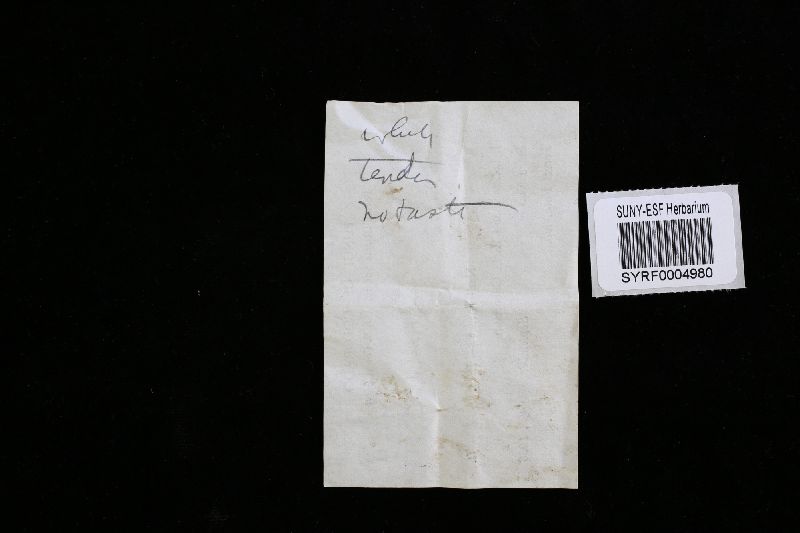 white
Tender
no taste
SUNY-ESF Herbarium
SYRF0004980